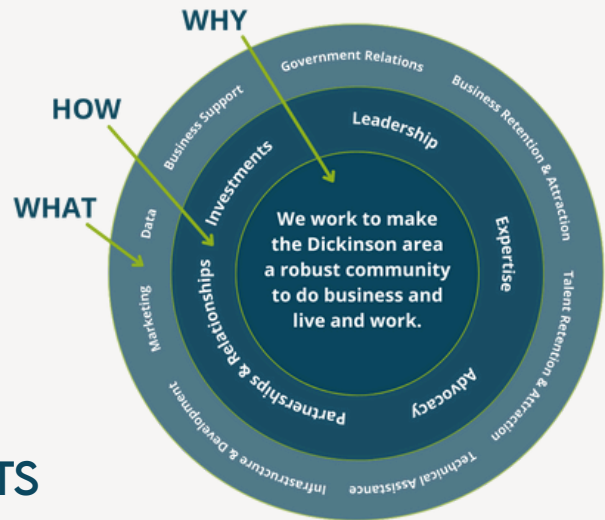 WHY
HOW
WHAT
Government Relations
Business Retention & Attraction
Talent Retention & Attraction
Technical Assistance
Infrastructure & Development
Marketing
Data
Business Support
Leadership
Expertise
Advocacy
Partnerships & Relationships
Investments
We work to make
the Dickinson area
a robust community
to do business and
live and work.
TS